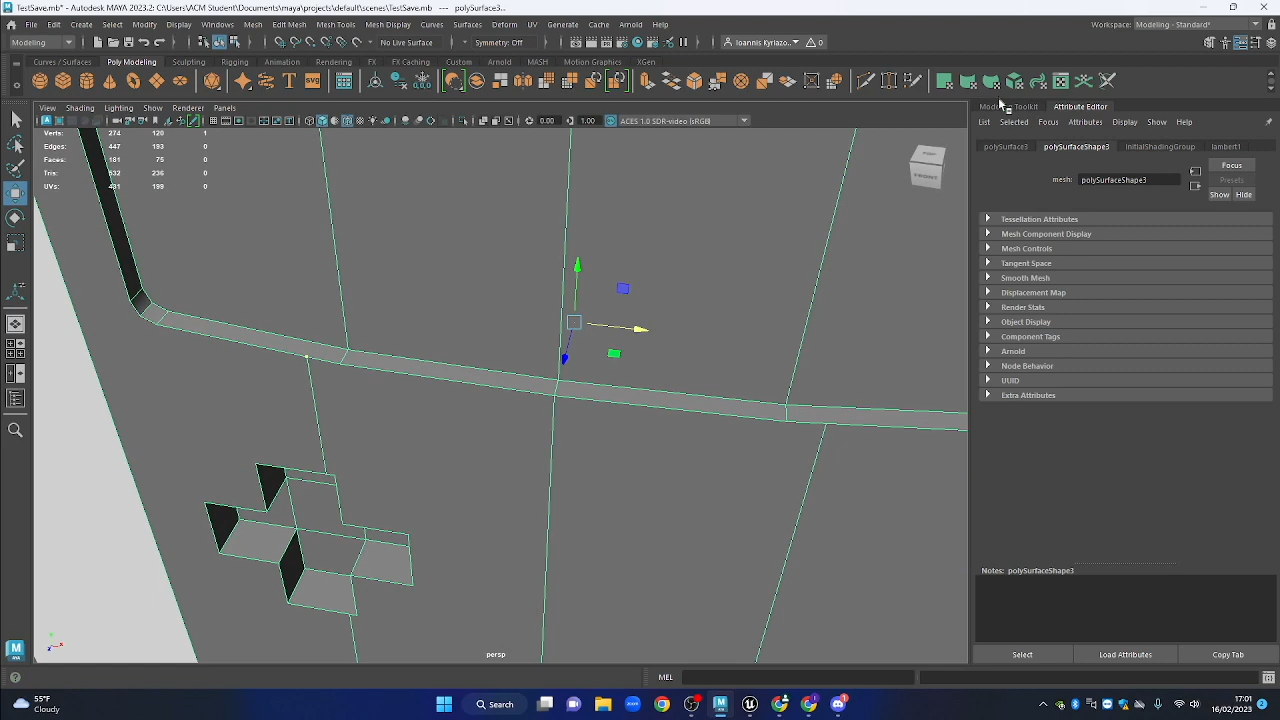 TestSave.mb* - Autodesk MAYA 2023.2: C:\Users\ACM Student\Documents\maya\projects\default\scenes\TestSave.mb --- polySurface3...
File Edit Create Select Modify Display Windows Mesh Edit Mesh Mesh Tools Mesh Display Curves Surfaces Deform UV Generate Cache Arnold Help
Workspace: Modeling - Standard*
Modeling
No Live Surface
Symmetry: Off
Ioannis Kyriazo...
0
Curves / Surfaces Poly Modeling Sculpting Rigging Animation Rendering FX FX Caching Custom Arnold MASH Motion Graphics XGen
SVG
View Shading Lighting Show Renderer Panels
0.00
1.00
ACES 1.0 SDR-video (sRGB)
Verts: 274 120 1
Edges: 447 193 0
Faces: 181 75 0
Tris: 532 236 0
UVs: 431 199 0
persp
Toolkit
Attribute Editor
List Selected Focus Attributes Display Show Help
polySurface3 polySurfaceShape3 initialShadingGroup lambert1
mesh: polySurfaceShape3
Focus
Presets
Show Hide
Tessellation Attributes
Mesh Component Display
Mesh Controls
Tangent Space
Smooth Mesh
Displacement Map
Render Stats
Object Display
Component Tags
Arnold
Node Behavior
UUID
Extra Attributes
Notes: polySurfaceShape3
Select
Load Attributes
Copy Tab
MEL
55°F
Cloudy
Search
17:01
16/02/2023